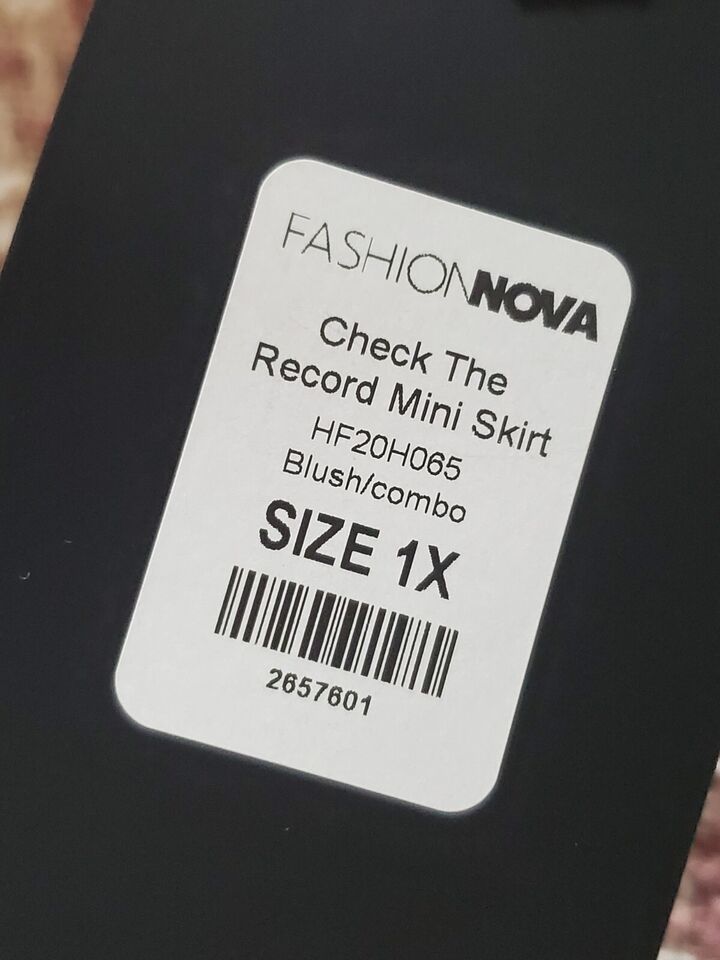 FASHIONNOVA
Check The
Record Mini Skirt
HF20H065
Blush/combo
SIZE 1X
2657601